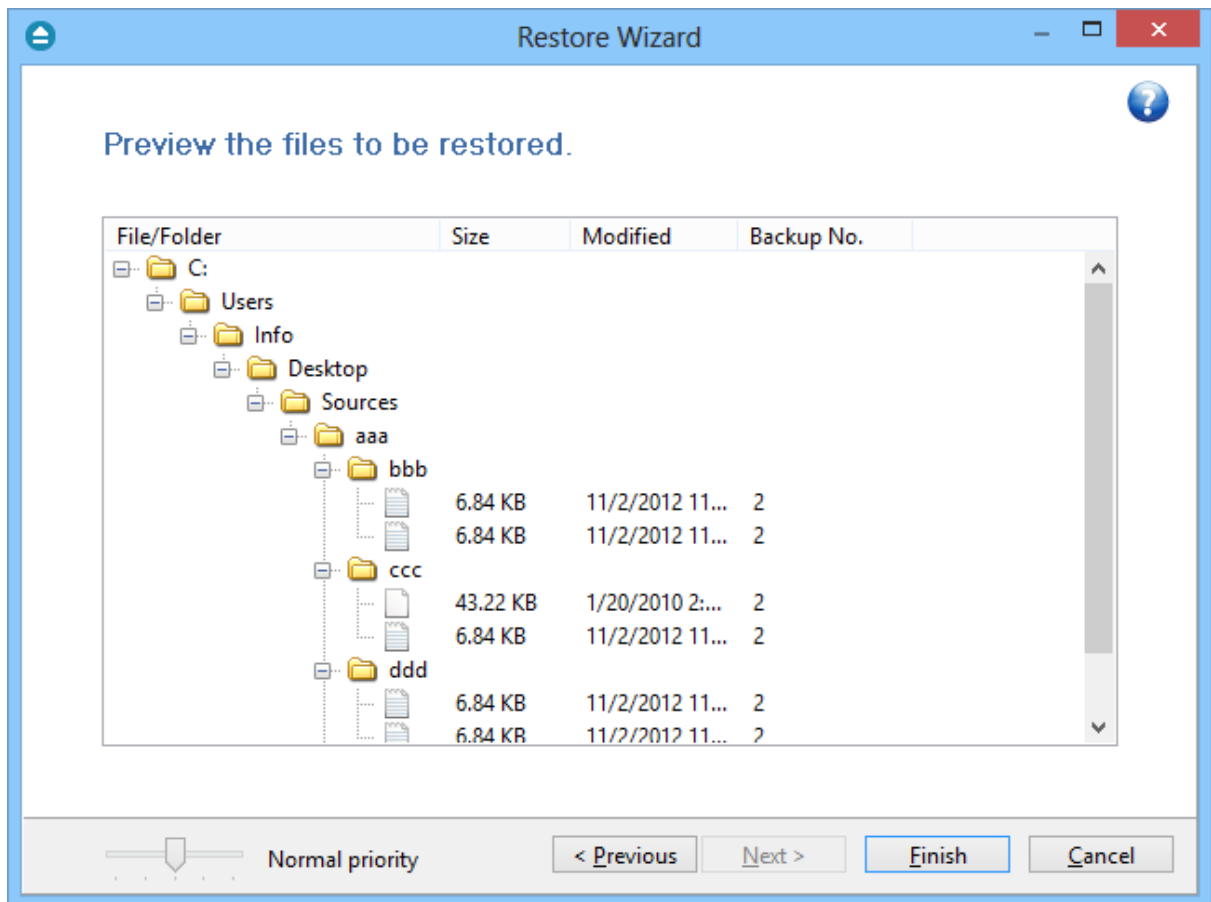 Restore Wizard
Preview the files to be restored.
File/Folder Size Modified Backup No.
C:
Users
Info
Desktop
Sources
aaa
bbb
6.84 KB 11/2/2012 11... 2
6.84 KB 11/2/2012 11... 2
ccc
43.22 KB 1/20/2010 2:... 2
6.84 KB 11/2/2012 11... 2
ddd
6.84 KB 11/2/2012 11... 2
6.84 KB 11/2/2012 11... 2
Normal priority < Previous Next > Finish Cancel